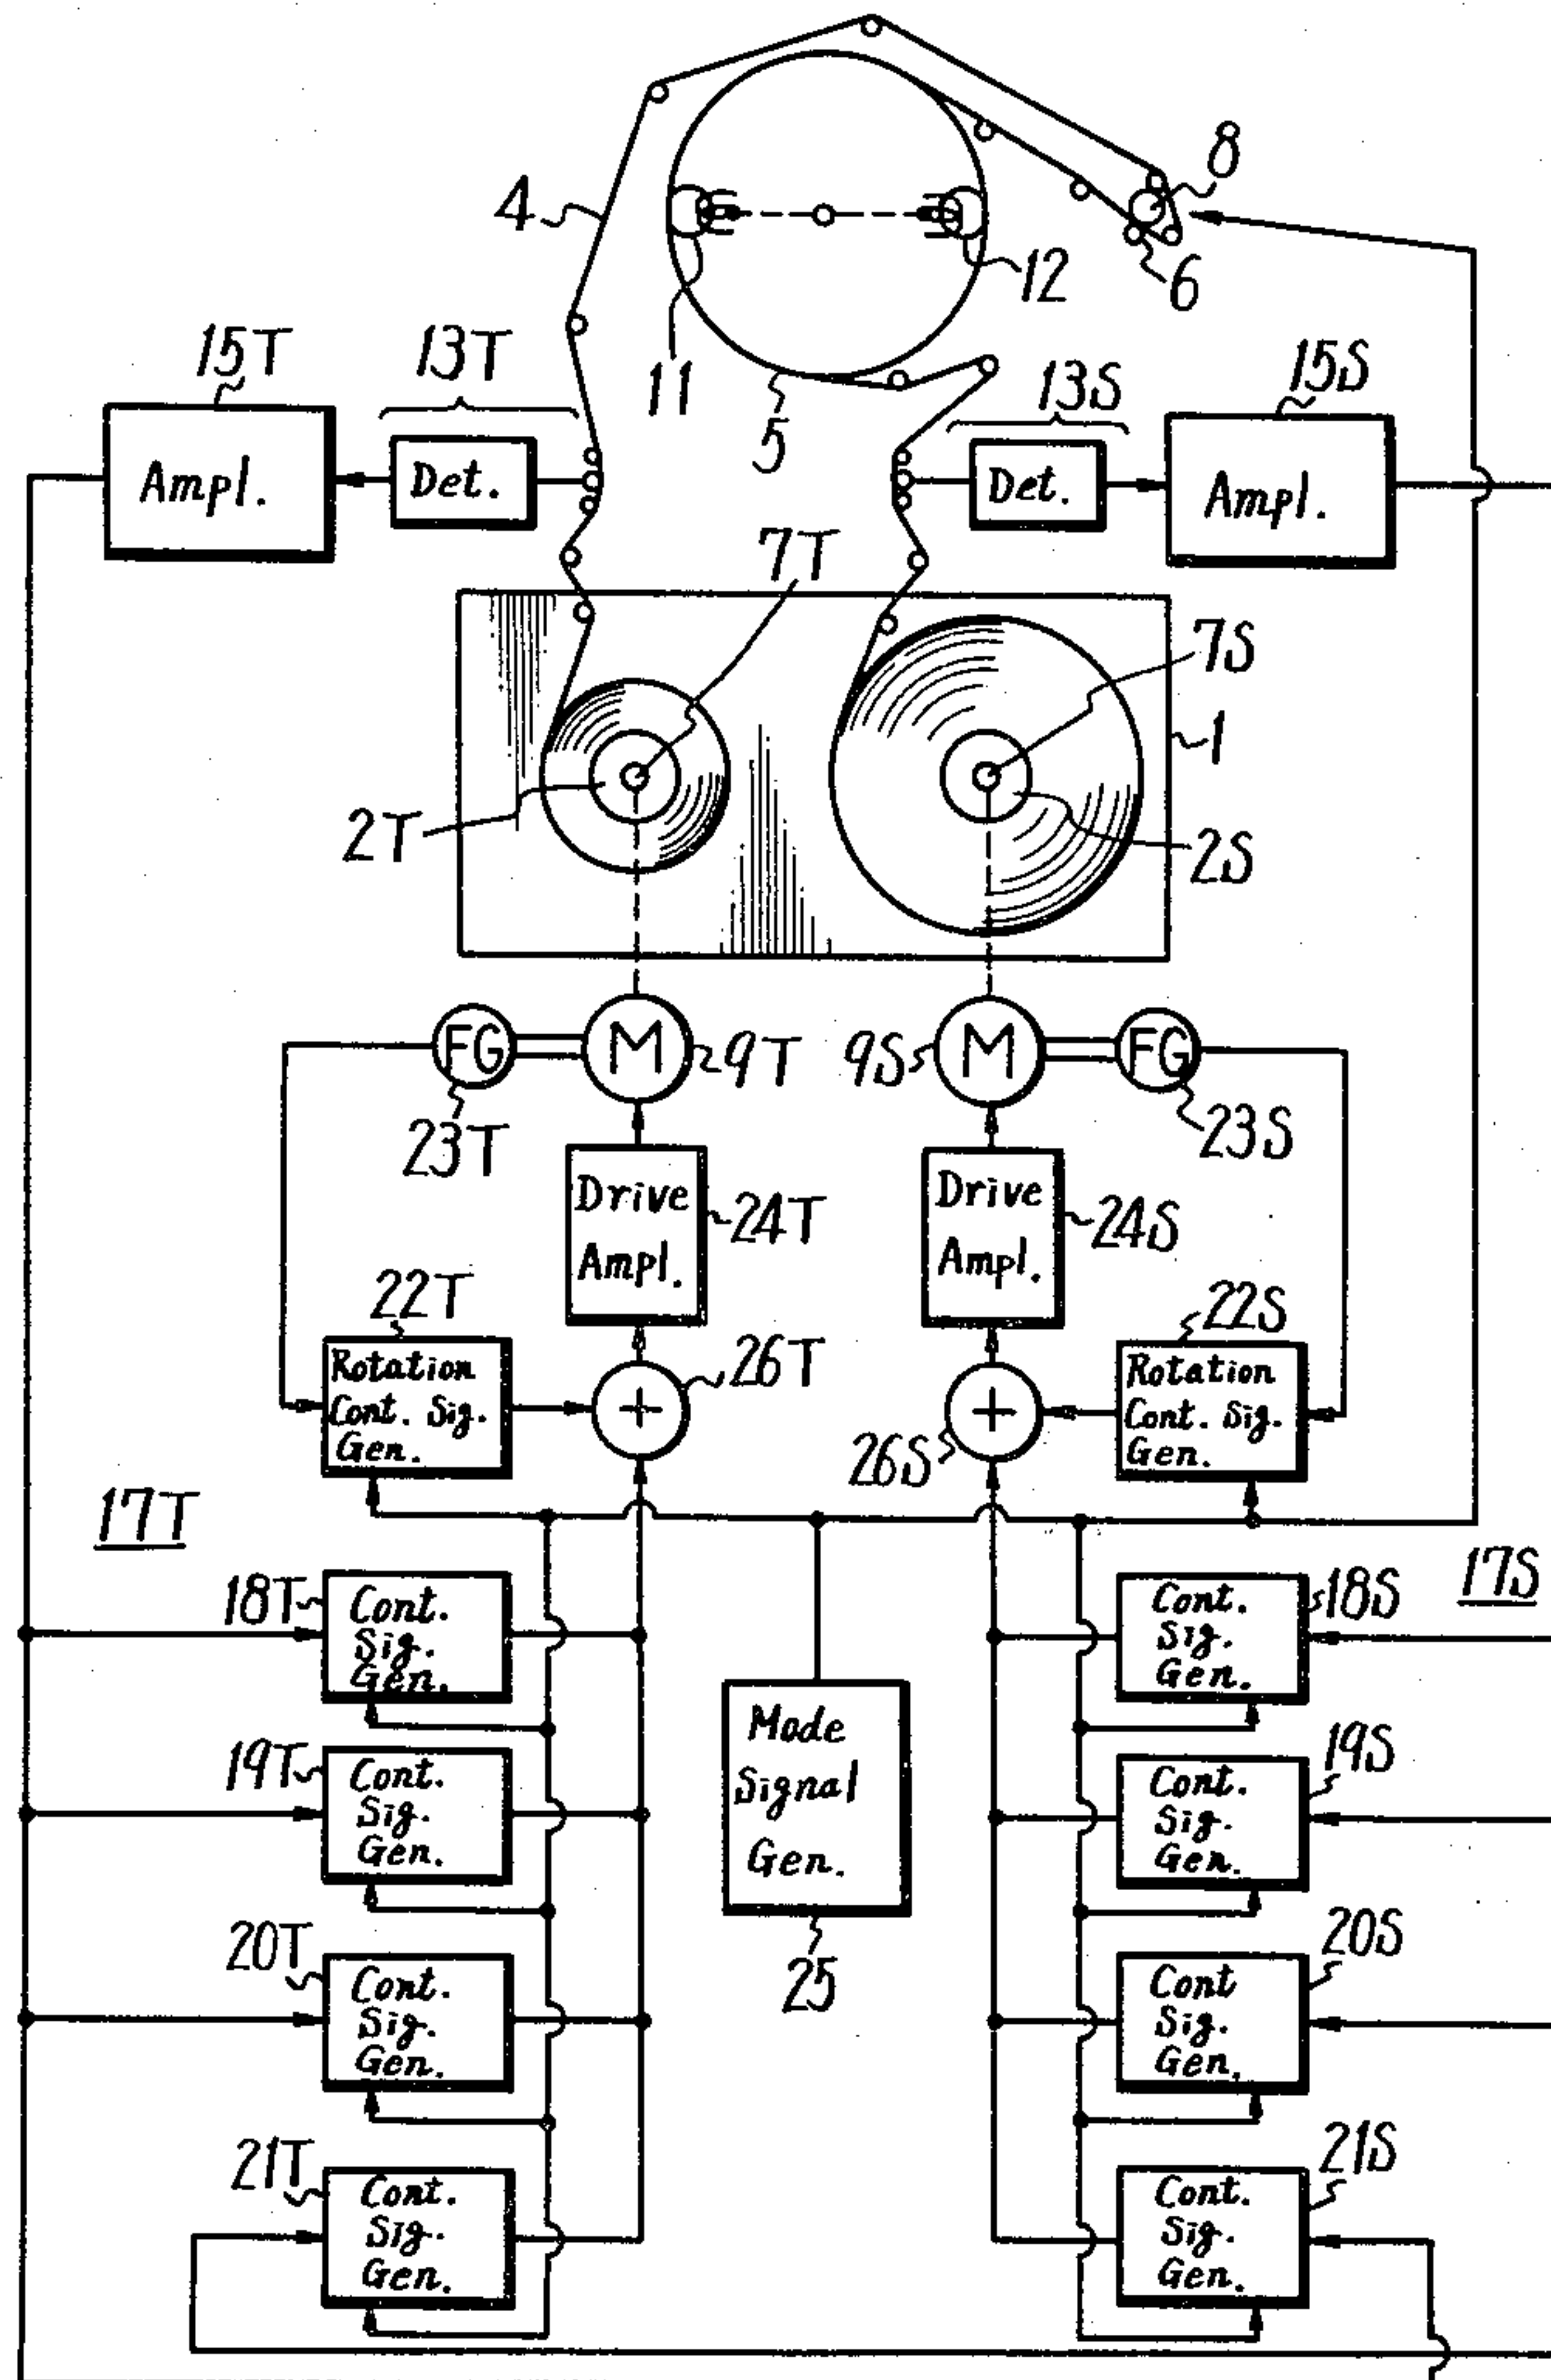 8
4
12
6
15T
13T
11
5
13S
15S
Ampl.
Det.
Det.
Ampl.
7T
7S
1
2T
2S
FG
M
9T
9S
M
FG
23T
23S
Drive
Ampl.
24T
Drive
Ampl.
24S
22T
22S
Rotation
Cont. Sig.
Gen.
+
26T
+
26S
Rotation
Cont. Sig.
Gen.
17T
17S
18T
Cont.
Sig.
Gen.
Cont.
Sig.
Gen.
18S
19T
Cont.
Sig.
Gen.
Mode
Signal
Gen.
25
Cont.
Sig.
Gen.
19S
20T
Cont.
Sig.
Gen.
Cont
Sig.
Gen.
20S
21T
Cont.
Sig.
Gen.
Cont.
Sig.
Gen.
21S